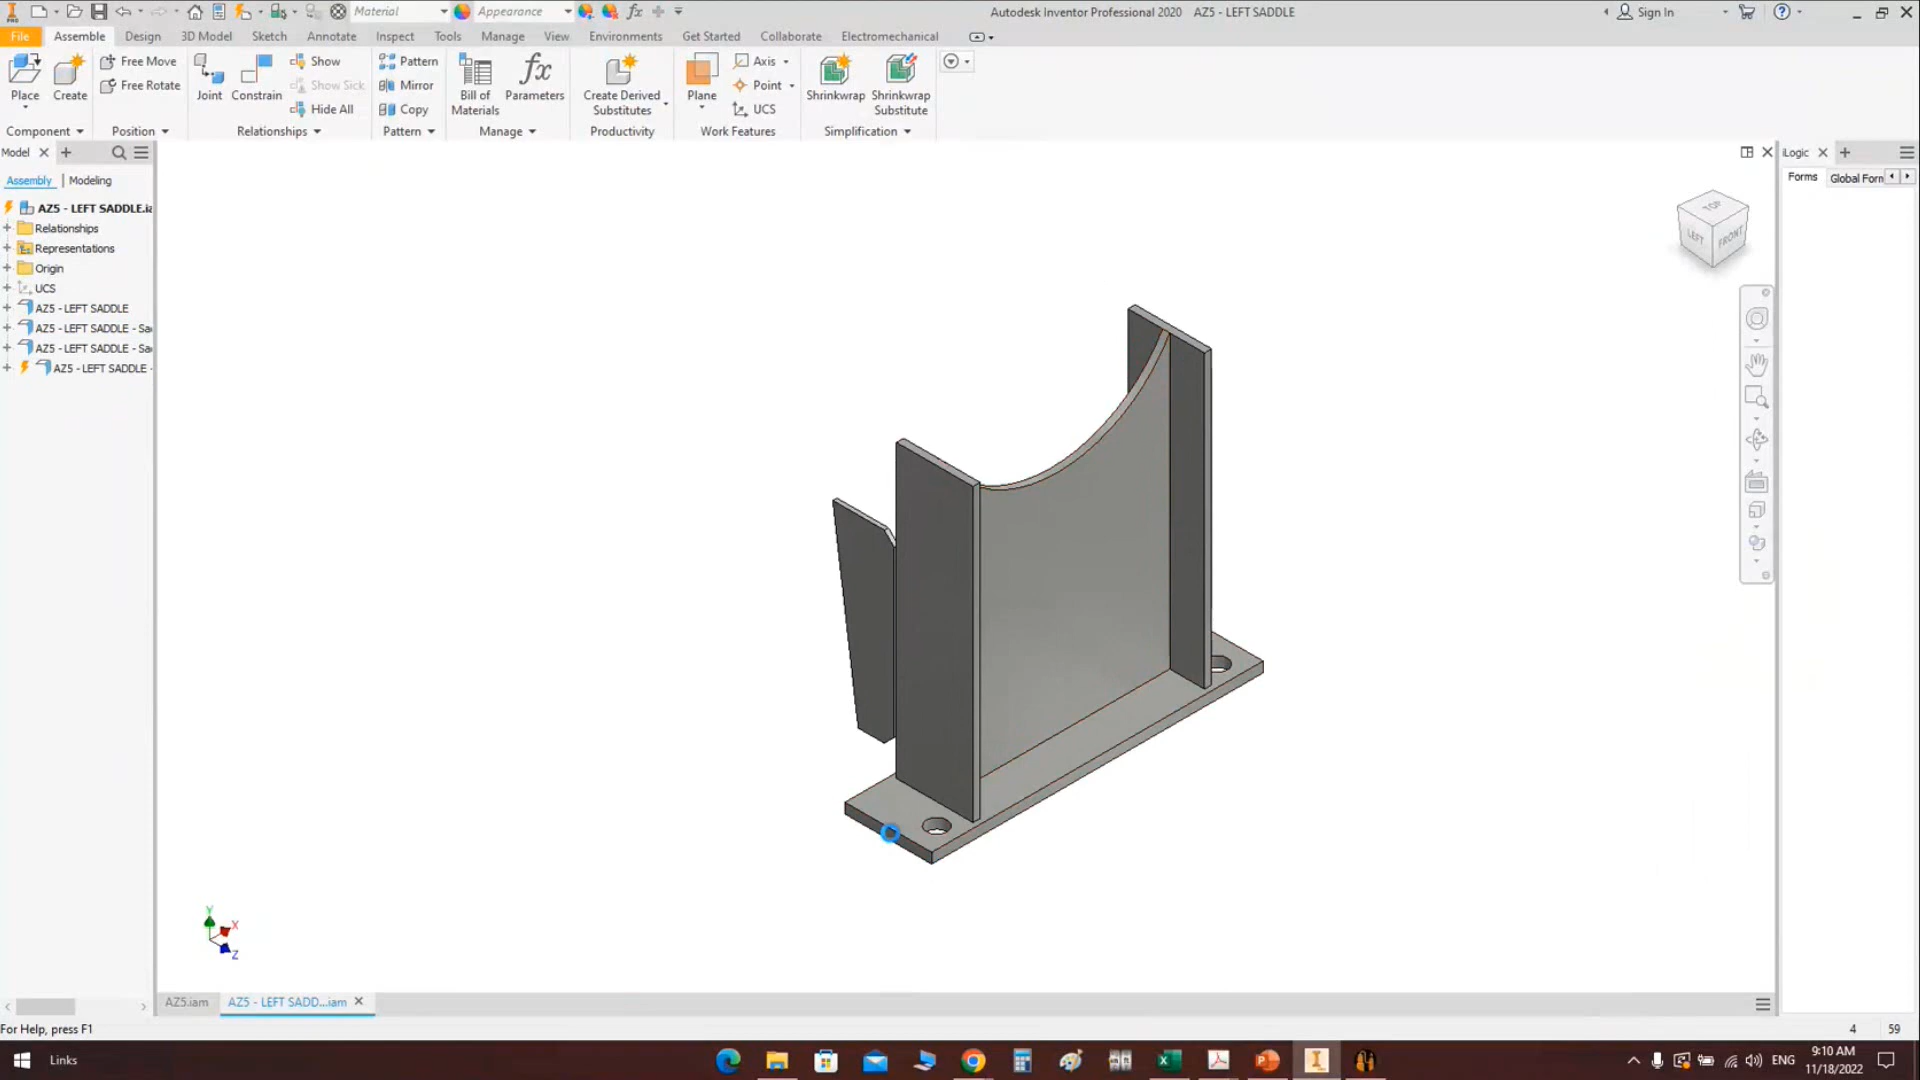 Material
Appearance
Autodesk Inventor Professional 2020 AZ5 - LEFT SADDLE
Sign In
File
Assemble
Design
3D Model
Sketch
Annotate
Inspect
Tools
Manage
View
Environments
Get Started
Collaborate
Electromechanical
Place
Create
Free Move
Free Rotate
Joint
Constrain
Show
Show Sick
Hide All
Pattern
Mirror
Copy
Bill of
Materials
Parameters
Create Derived
Substitutes
Plane
Axis
Point
UCS
Shrinkwrap
Shrinkwrap
Substitute
Component
Position
Relationships
Pattern
Manage
Productivity
Work Features
Simplification
Model
Assembly | Modeling
AZ5 - LEFT SADDLE.ia
Relationships
Representations
Origin
UCS
AZ5 - LEFT SADDLE
AZ5 - LEFT SADDLE - Sa
AZ5 - LEFT SADDLE - Sa
AZ5 - LEFT SADDLE -
iLogic
Forms
Global Forn
TOP
LEFT
FRONT
Y
X
Z
AZ5.iam
AZ5 - LEFT SADD...iam
For Help, press F1
4
59
Links
ENG
9:10 AM
11/18/2022